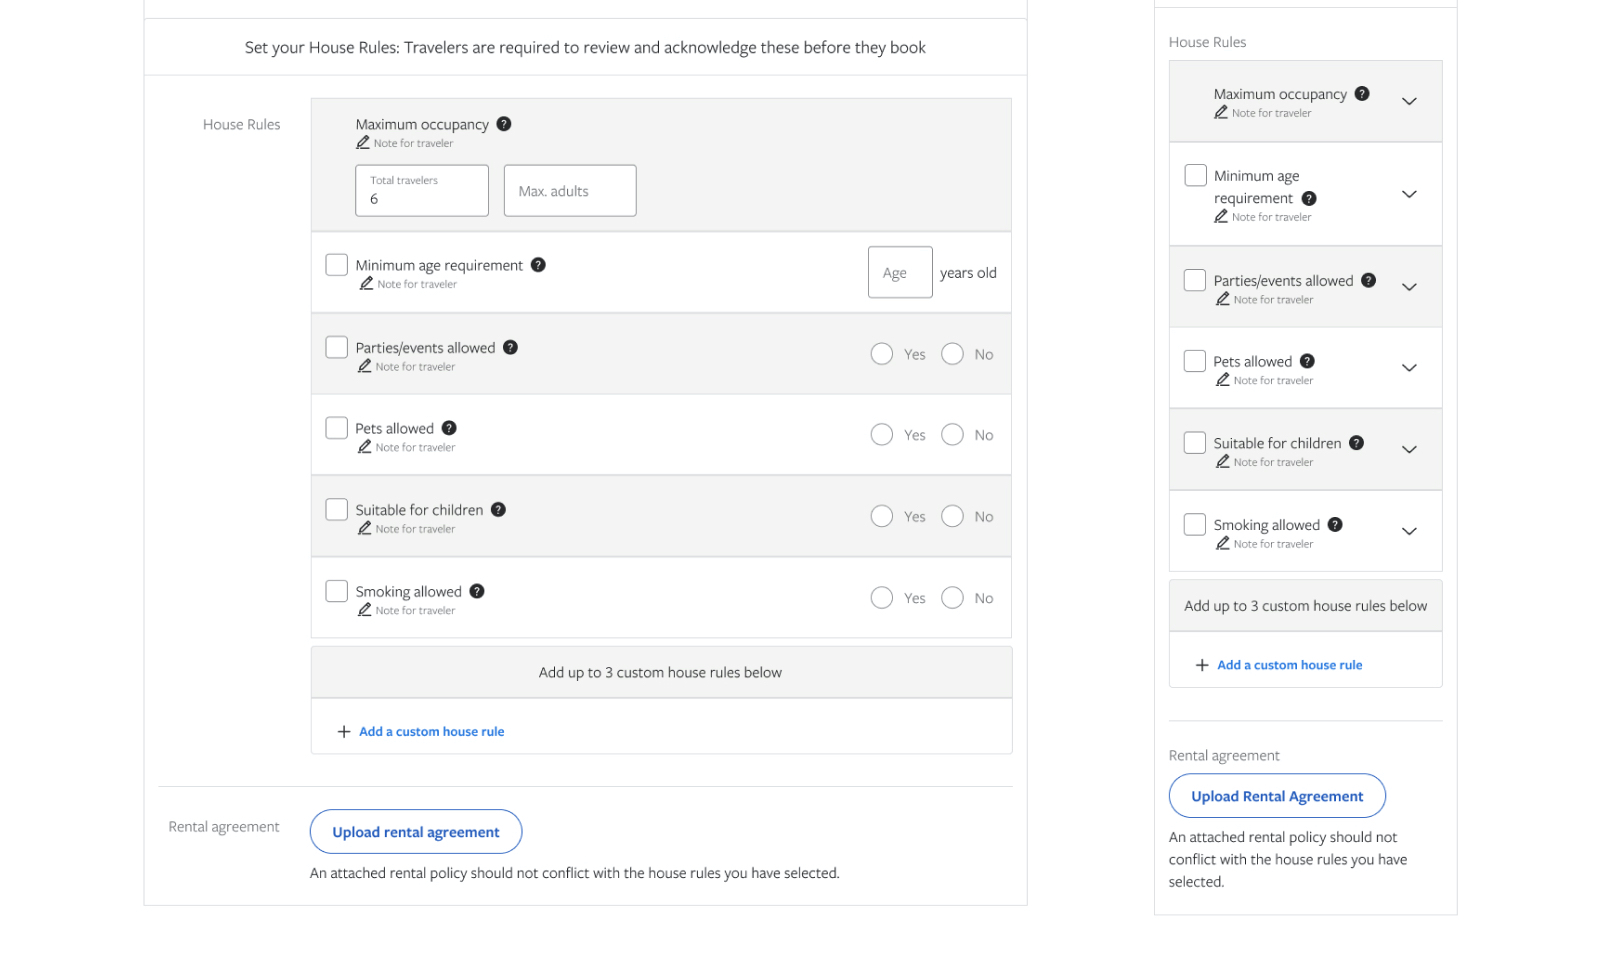 Set your House Rules: Travelers are required to review and acknowledge these before they book
House Rules
Maximum occupancy ?
Note for traveler
Total travelers
6
Max. adults
Minimum age requirement ?
Note for traveler
Age
years old
Parties/events allowed ?
Note for traveler
Yes
No
Pets allowed ?
Note for traveler
Yes
No
Suitable for children ?
Note for traveler
Yes
No
Smoking allowed ?
Note for traveler
Yes
No
Add up to 3 custom house rules below
+ Add a custom house rule
Rental agreement
Upload rental agreement
An attached rental policy should not conflict with the house rules you have selected.
House Rules
Maximum occupancy ?
Note for traveler
Minimum age
requirement ?
Note for traveler
Parties/events allowed ?
Note for traveler
Pets allowed ?
Note for traveler
Suitable for children ?
Note for traveler
Smoking allowed ?
Note for traveler
Add up to 3 custom house rules below
+ Add a custom house rule
Rental agreement
Upload Rental Agreement
An attached rental policy should not
conflict with the house rules you have
selected.